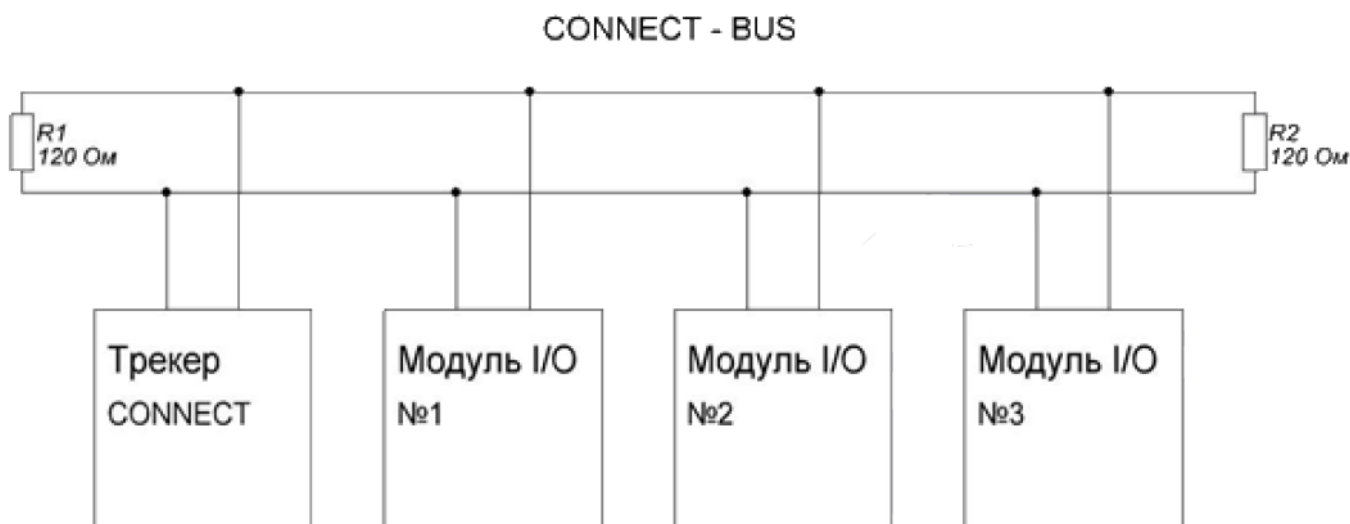 CONNECT - BUS
R1
120 Ом
R2
120 Ом
Трекер
CONNECT
Модуль I/O
№1
Модуль I/O
№2
Модуль I/O
№3